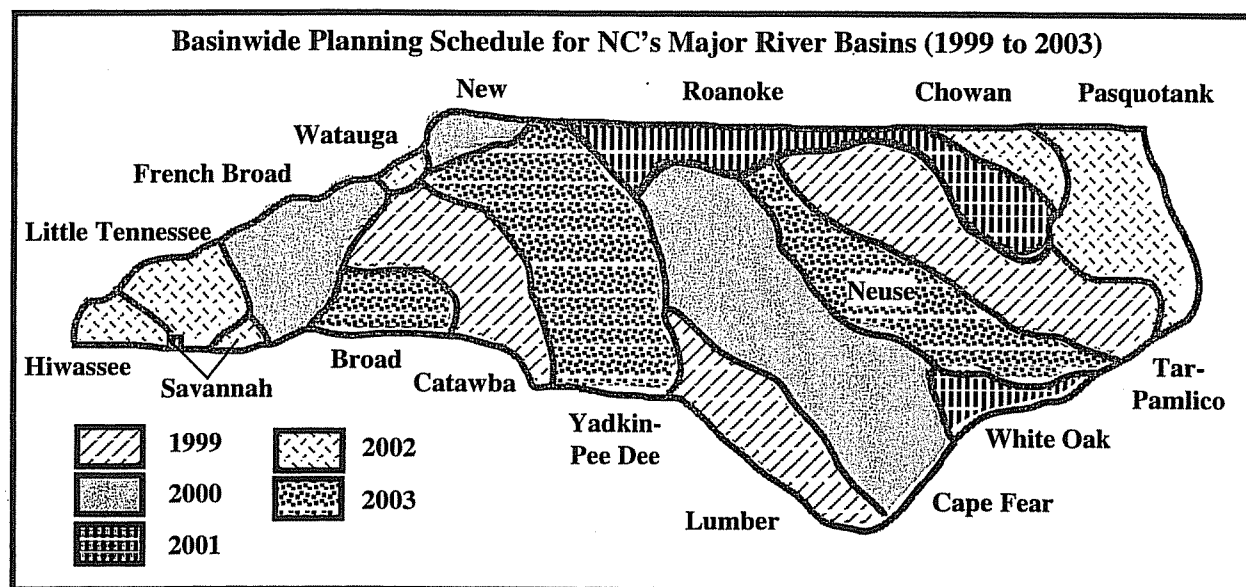 Basinwide Planning Schedule for NC's Major River Basins (1999 to 2003)
New
Roanoke
Chowan
Pasquotank
Watauga
French Broad
Little Tennessee
Neuse
Hiwassee
Savannah
Broad
Catawba
Yadkin-
Pee Dee
Lumber
Cape Fear
White Oak
Tar-
Pamlico
1999
2000
2001
2002
2003